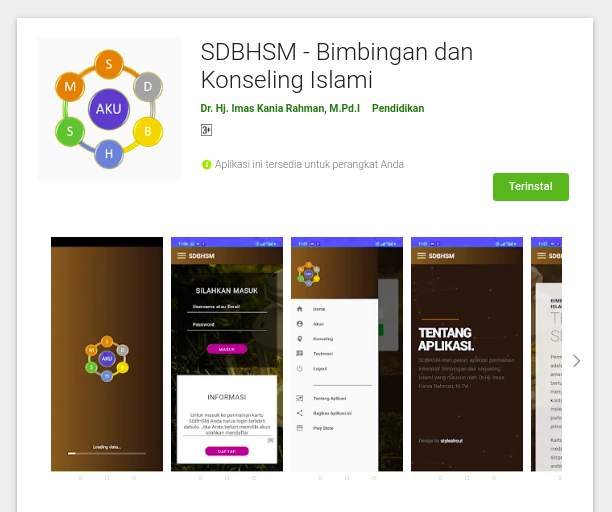 S
M
D
AKU
S
B
H
SDBHSM - Bimbingan dan
Konseling Islami
Dr. Hj. Imas Kania Rahman, M.Pd.I Pendidikan
3+
Aplikasi ini tersedia untuk perangkat Anda
Terinstal
S
M
D
AKU
S
B
H
Loading data...
SDBHSM
SILAHKAN MASUK
Username atau Email
Password
MASUK
INFORMASI
Untuk masuk ke permainan kartu
SDBHSM Anda harus login terlebih
dahulu. Jika Anda belum memiliki akun
silahkan mendaftar
DAFTAR
Home
Akun
Konseling
Testimoni
Logout
Tentang Aplikasi
Bagikan Aplikasi ini
Play Store
SDBHSM
TENTANG
APLIKASI.
SDBHSM merupakan aplikasi permainan
interaktif bimbingan dan konseling
islami yang disusun oleh Dr.Hj. Imas
Kania Rahman, M.Pd.I
Design by styleshout
SDBHSM